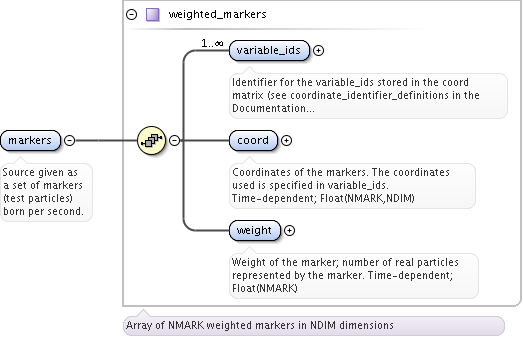 weighted_markers
1..∞
variable_ids
Identifier for the variable_ids stored in the coord
matrix (see coordinate_identifier_definitions in the
Documentation...
markers
coord
Source given as
a set of markers
(test particles)
born per second.
Coordinates of the markers. The coordinates
used is specified in variable_ids.
Time-dependent; Float(NMARK,NDIM)
weight
Weight of the marker; number of real particles
represented by the marker. Time-dependent;
Float(NMARK)
Array of NMARK weighted markers in NDIM dimensions